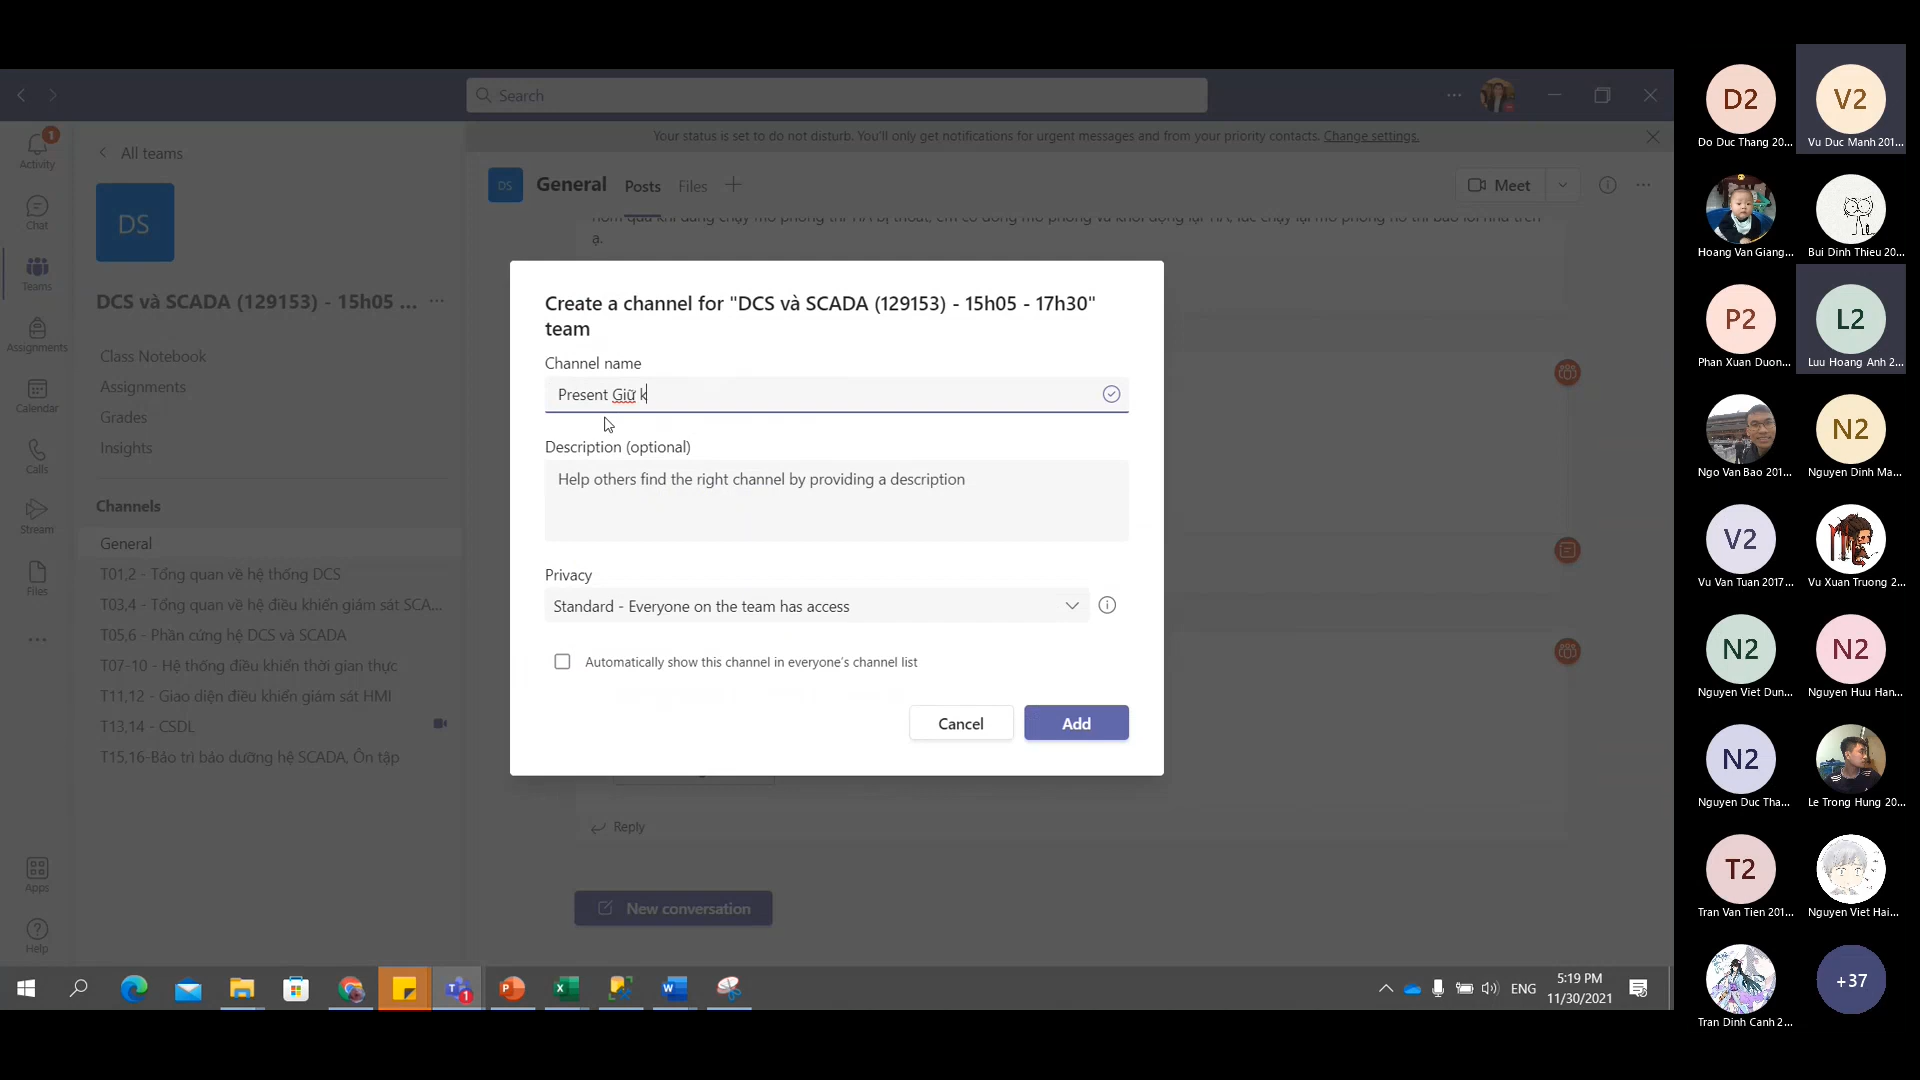 Search
Your status is set to do not disturb. You'll only get notifications for urgent messages and from your priority contacts. Change settings.
1
Activity
Chat
Teams
Assignments
Calendar
Calls
Stream
Files
Apps
Help
All teams
DS
DCS và SCADA (129153) - 15h05 ...
Class Notebook
Assignments
Grades
Insights
Channels
General
T01,2 - Tổng quan về hệ thống DCS
T03,4 - Tổng quan về hệ điều khiển giám sát SCA...
T05,6 - Phần cứng hệ DCS và SCADA
T07-10 - Hệ thống điều khiển thời gian thực
T11,12 - Giao diện điều khiển giám sát HMI
T13,14 - CSDL
T15,16-Bảo trì bảo dưỡng hệ SCADA, Ôn tập
DS
General
Posts
Files
Meet
ạ.
Create a channel for "DCS và SCADA (129153) - 15h05 - 17h30"
team
Channel name
Present Giữ k
Description (optional)
Help others find the right channel by providing a description
Privacy
Standard - Everyone on the team has access
Automatically show this channel in everyone's channel list
Cancel
Add
Reply
New conversation
1
ENG
5:19 PM
11/30/2021
D2
Do Duc Thang 20...
V2
Vu Duc Manh 201...
Hoang Van Giang...
Bui Dinh Thieu 20...
P2
Phan Xuan Duon...
L2
Luu Hoang Anh 2...
Ngo Van Bao 201...
N2
Nguyen Dinh Ma...
V2
Vu Van Tuan 2017...
Vu Xuan Truong 2...
N2
Nguyen Viet Dun...
N2
Nguyen Huu Han...
N2
Nguyen Duc Tha...
Le Trong Hung 20...
T2
Tran Van Tien 201...
Nguyen Viet Hai...
Tran Dinh Canh 2...
+37